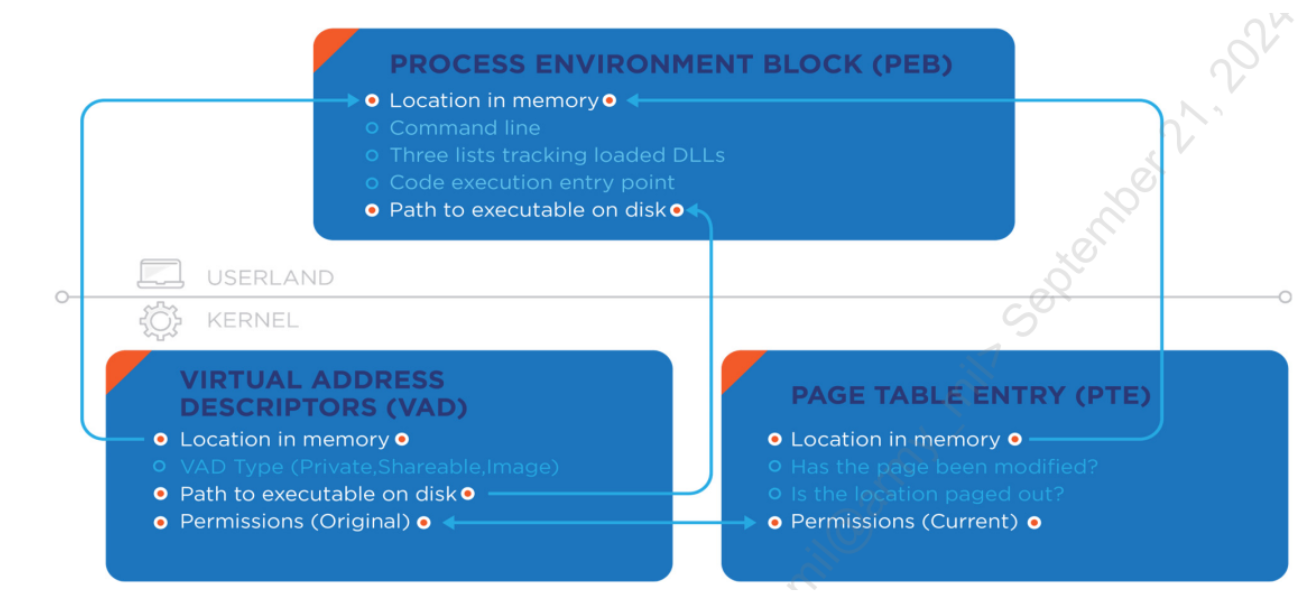 PROCESS ENVIRONMENT BLOCK (PEB)
Location in memory
Command line
Three lists tracking loaded DLLs
Code execution entry point
Path to executable on disk
USERLAND
KERNEL
VIRTUAL ADDRESS
DESCRIPTORS (VAD)
Location in memory
VAD Type (Private,Shareable,Image)
Path to executable on disk
Permissions (Original)
PAGE TABLE ENTRY (PTE)
Location in memory
Has the page been modified?
Is the location paged out?
Permissions (Current)
September 21, 2024